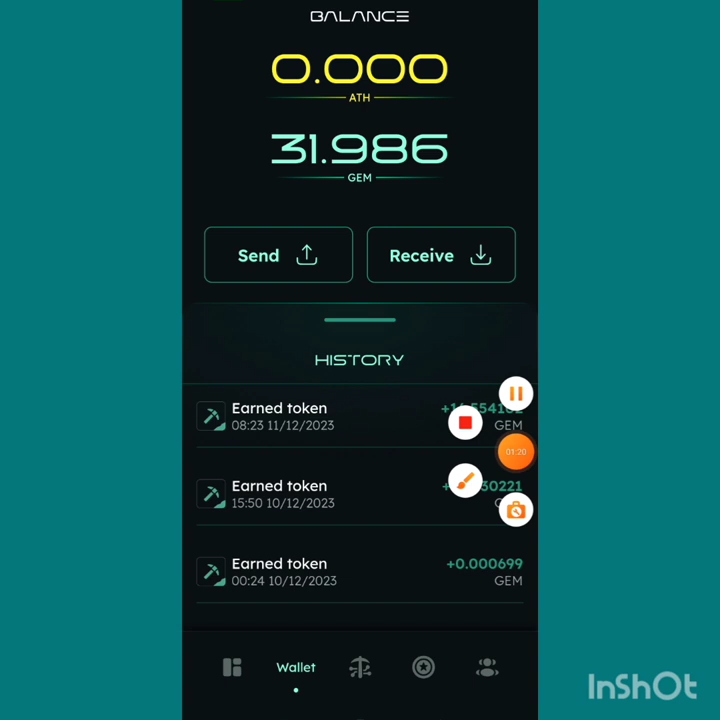 BALANCE
0.000
ATH
31.986
GEM
Send
Receive
HISTORY
Earned token
08:23 11/12/2023
GEM
01:20
Earned token
15:50 10/12/2023
Earned token
+0.000699
00:24 10/12/2023
GEM
Wallet
InShOt